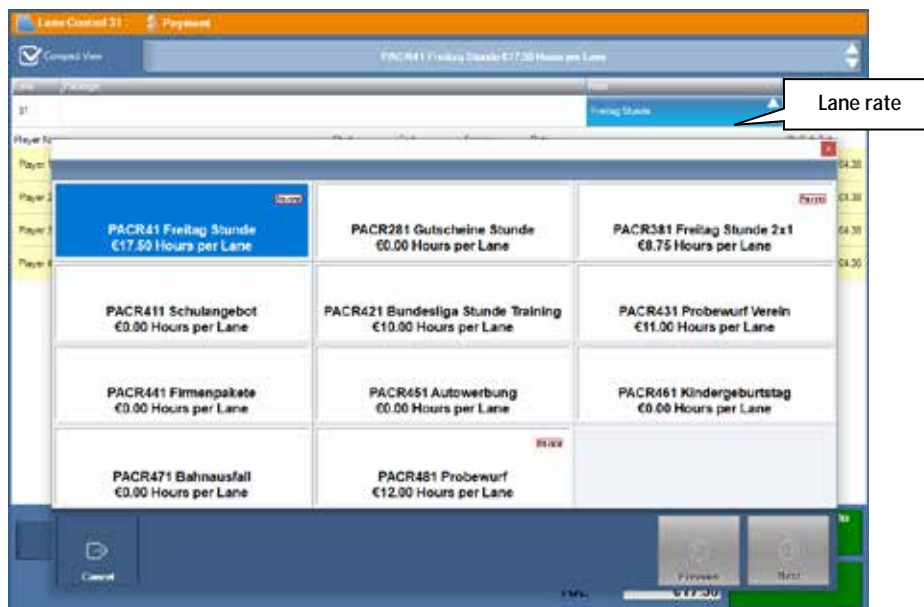 Lane Control 31 Payment
Compact View
PACR41 Freitag Stunde €17.50 Hours per Lane
Lane Package
31
Freitag Stunde
Lane rate
Player
Player
Player
Player
Player
PACR41 Freitag Stunde
€17.50 Hours per Lane
PACR281 Gutscheine Stunde
€0.00 Hours per Lane
PACR381 Freitag Stunde 2x1
€8.75 Hours per Lane
PACR411 Schulangebot
€0.00 Hours per Lane
PACR421 Bundesliga Stunde Training
€10.00 Hours per Lane
PACR431 Probewurf Verein
€11.00 Hours per Lane
PACR441 Firmenpakete
€0.00 Hours per Lane
PACR451 Autowerbung
€0.00 Hours per Lane
PACR461 Kindergeburtstag
€0.00 Hours per Lane
PACR471 Bahnausfall
€0.00 Hours per Lane
PACR481 Probewurf
€12.00 Hours per Lane
Cancel
Previous
Next
€17.50